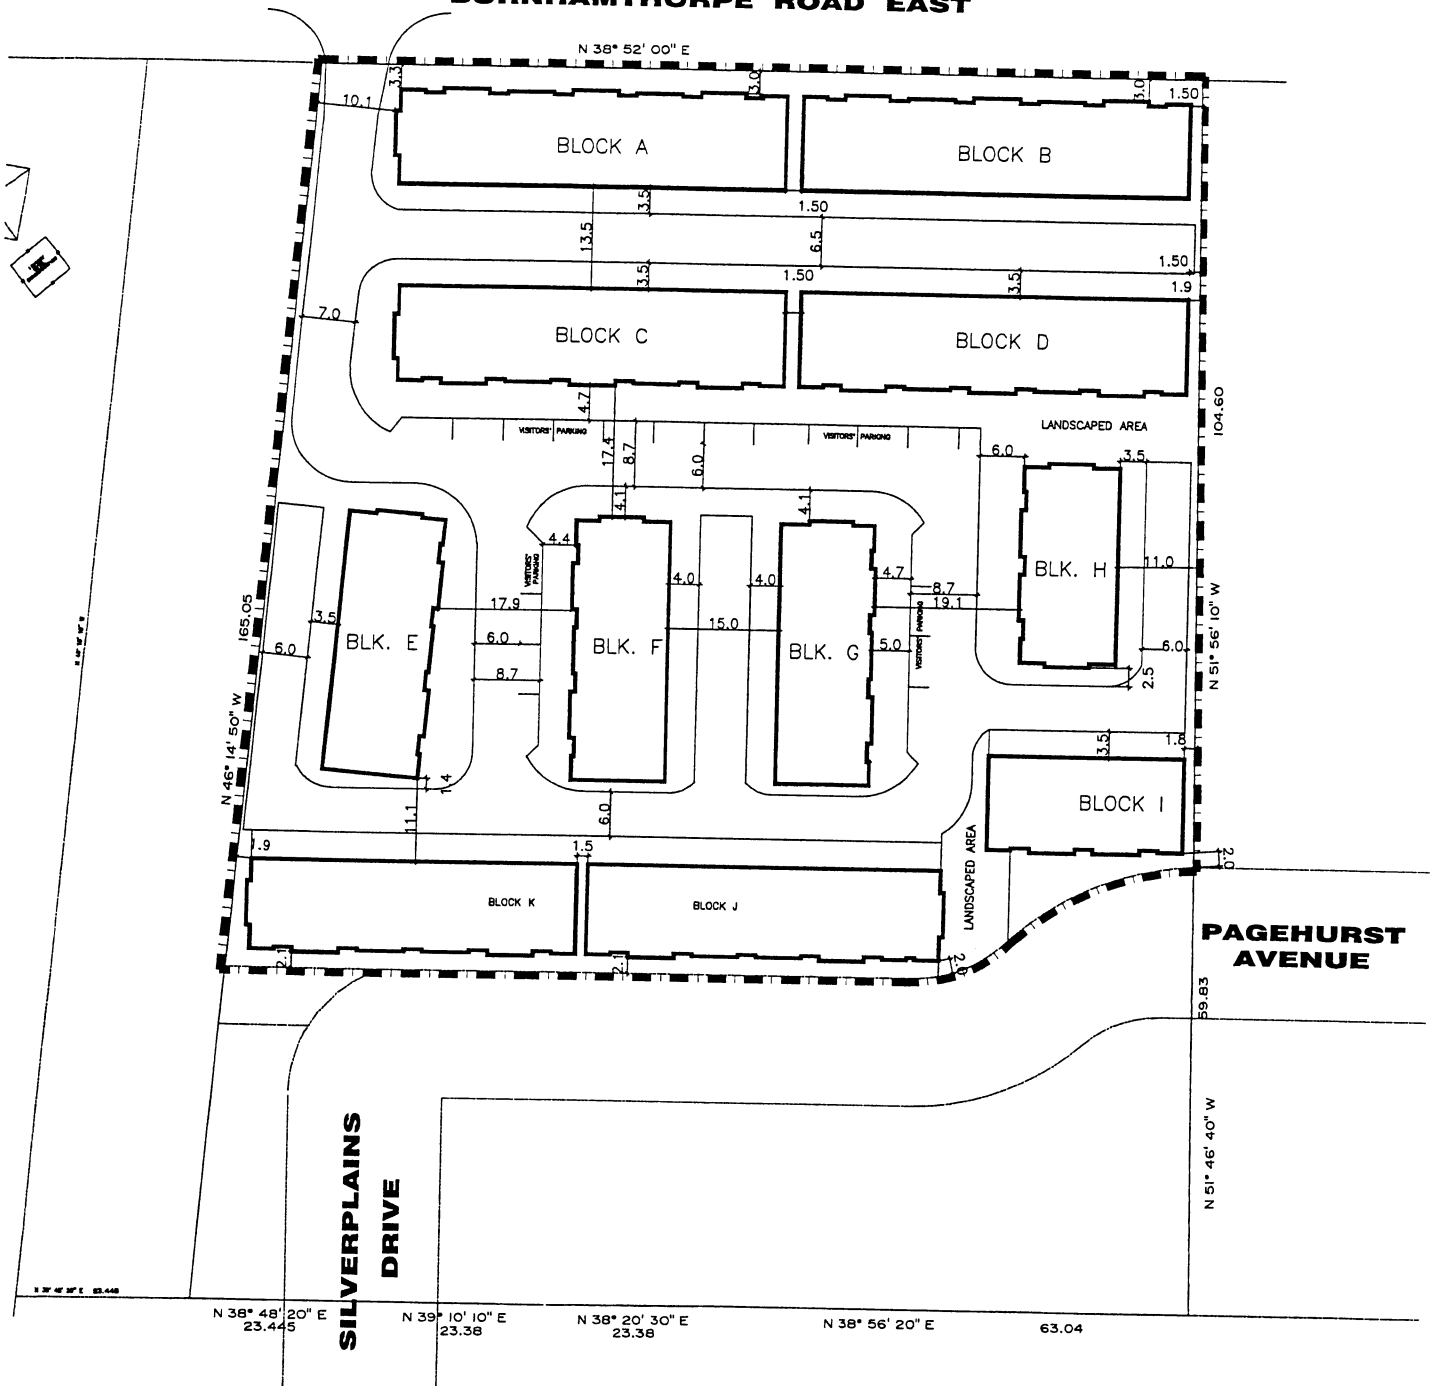 BURNHAMTHORPE ROAD EAST
N 38° 52' 00" E
3.3
3.0
3.0
1.50
10.1
BLOCK A
BLOCK B
3.5
1.50
13.5
6.5
3.5
1.50
3.5
1.50
1.9
7.0
BLOCK C
BLOCK D
104.60
4.7
LANDSCAPED AREA
VISITORS' PARKING
VISITORS' PARKING
17.4
8.7
6.0
6.0
3.5
4.1
4.1
4.4
VISITORS'
PARKING
BLK. H
11.0
4.0
4.0
4.7
8.7
17.9
19.1
165.05
3.5
15.0
VISITORS' PARKING
N 51° 56' 10" W
BLK. E
6.0
BLK. F
BLK. G
5.0
6.0
6.0
8.7
2.5
N 46° 14' 50" W
3.5
1.8
1.4
11.1
6.0
BLOCK I
1.9
1.5
LANDSCAPED AREA
2.0
BLOCK K
BLOCK J
2.1
2.1
2.0
PAGEHURST
AVENUE
59.83
N 51° 46' 40" W
SILVERPLAINS
DRIVE
N 38° 48' 20" E
23.445
N 39° 10' 10" E
23.38
N 38° 20' 30" E
23.38
N 38° 56' 20" E
63.04